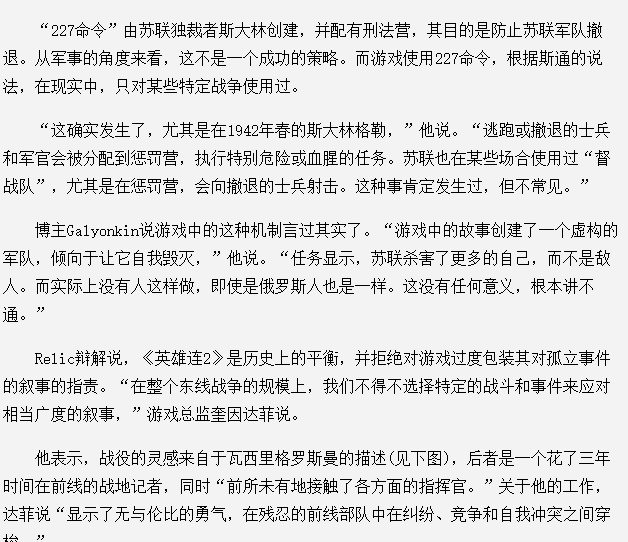 “227命令”由苏联独裁者斯大林创建，并配有刑法营，其目的是防止苏联军队撤
退。从军事的角度来看，这不是一个成功的策略。而游戏使用227命令，根据斯通的说
法，在现实中，只对某些特定战争使用过。
“这确实发生了，尤其是在1942年春的斯大林格勒，”他说。“逃跑或撤退的士兵
和军官会被分配到惩罚营，执行特别危险或血腥的任务。苏联也在某些场合使用过“督
战队”，尤其是在惩罚营，会向撤退的士兵射击。这种事肯定发生过，但不常见。”
博主Galyonkin说游戏中的这种机制言过其实了。“游戏中的故事创建了一个虚构的
军队，倾向于让它自我毁灭，”他说。“任务显示，苏联杀害了更多的自己，而不是敌
人。而实际上没有人这样做，即使是俄罗斯人也是一样。这没有任何意义，根本讲不
通。”
Relic辩解说，《英雄连2》是历史上的平衡，并拒绝对游戏过度包装其对孤立事件
的叙事的指责。“在整个东线战争的规模上，我们不得不选择特定的战斗和事件来应对
相当广度的叙事，”游戏总监奎因达菲说。
他表示，战役的灵感来自于瓦西里格罗斯曼的描述(见下图)，后者是一个花了三年
时间在前线的战地记者，同时“前所未有地接触了各方面的指挥官。”关于他的工作，
达菲说“显示了无与伦比的勇气，在残忍的前线部队中在纠纷、竞争和自我冲突之间穿
梭。”